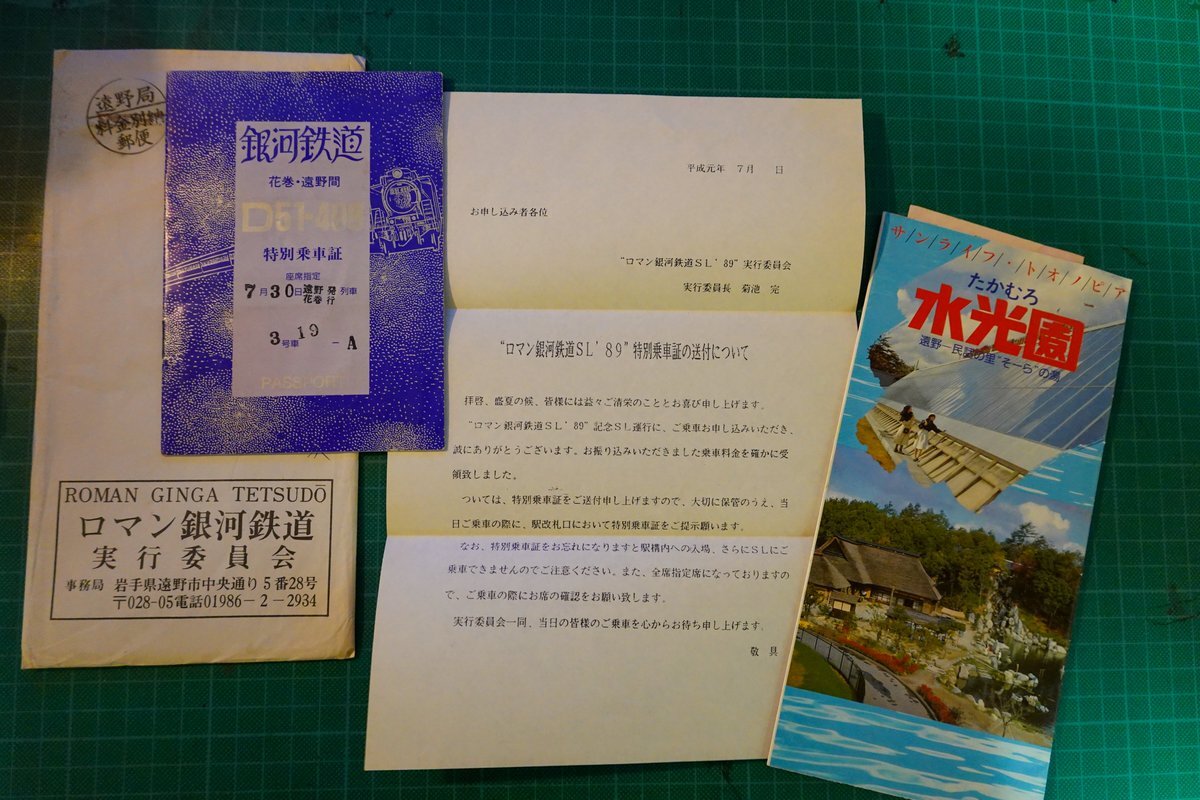 遠野局
料金別納
郵便
ROMAN GINGA TETSUDŌ
ロマン銀河鉄道
実行委員会
事務局 岩手県遠野市中央通り5番28号
〒028-05電話01986－2－2934
銀河鉄道
花巻・遠野間
特別乗車証
座席指定
7月30日 遠野発 花巻行 列車
3号車 19 － A
PASSPORT
平成元年　7月　　日
お申し込み者各位
“ロマン銀河鉄道ＳＬ’89”実行委員会
実行委員長　菊池　完
“ロマン銀河鉄道ＳＬ’89”特別乗車証の送付について
拝啓、盛夏の候、皆様には益々ご清栄のこととお喜び申し上げます。
“ロマン銀河鉄道ＳＬ’89”記念ＳＬ運行に、ご乗車お申し込みいただき、
誠にありがとうございます。お振り込みいただきました乗車料金を確かに受
領致しました。
ついては、特別乗車証をご送付申し上げますので、大切に保管のうえ、当
日ご乗車の際に、駅改札口において特別乗車証をご提示願います。
なお、特別乗車証をお忘れになりますと駅構内への入場、さらにＳＬにご
乗車できませんのでご注意ください。また、全席指定席になっておりますの
で、ご乗車の際にお席の確認をお願い致します。
実行委員会一同、当日の皆様のご乗車を心からお待ち申し上げます。
敬　具
サ/ン/ラ/イ/フ・/ト/オ/ノ/ピ/ア
たかむろ
水光園
遠野－民話の里“そーら”の湯